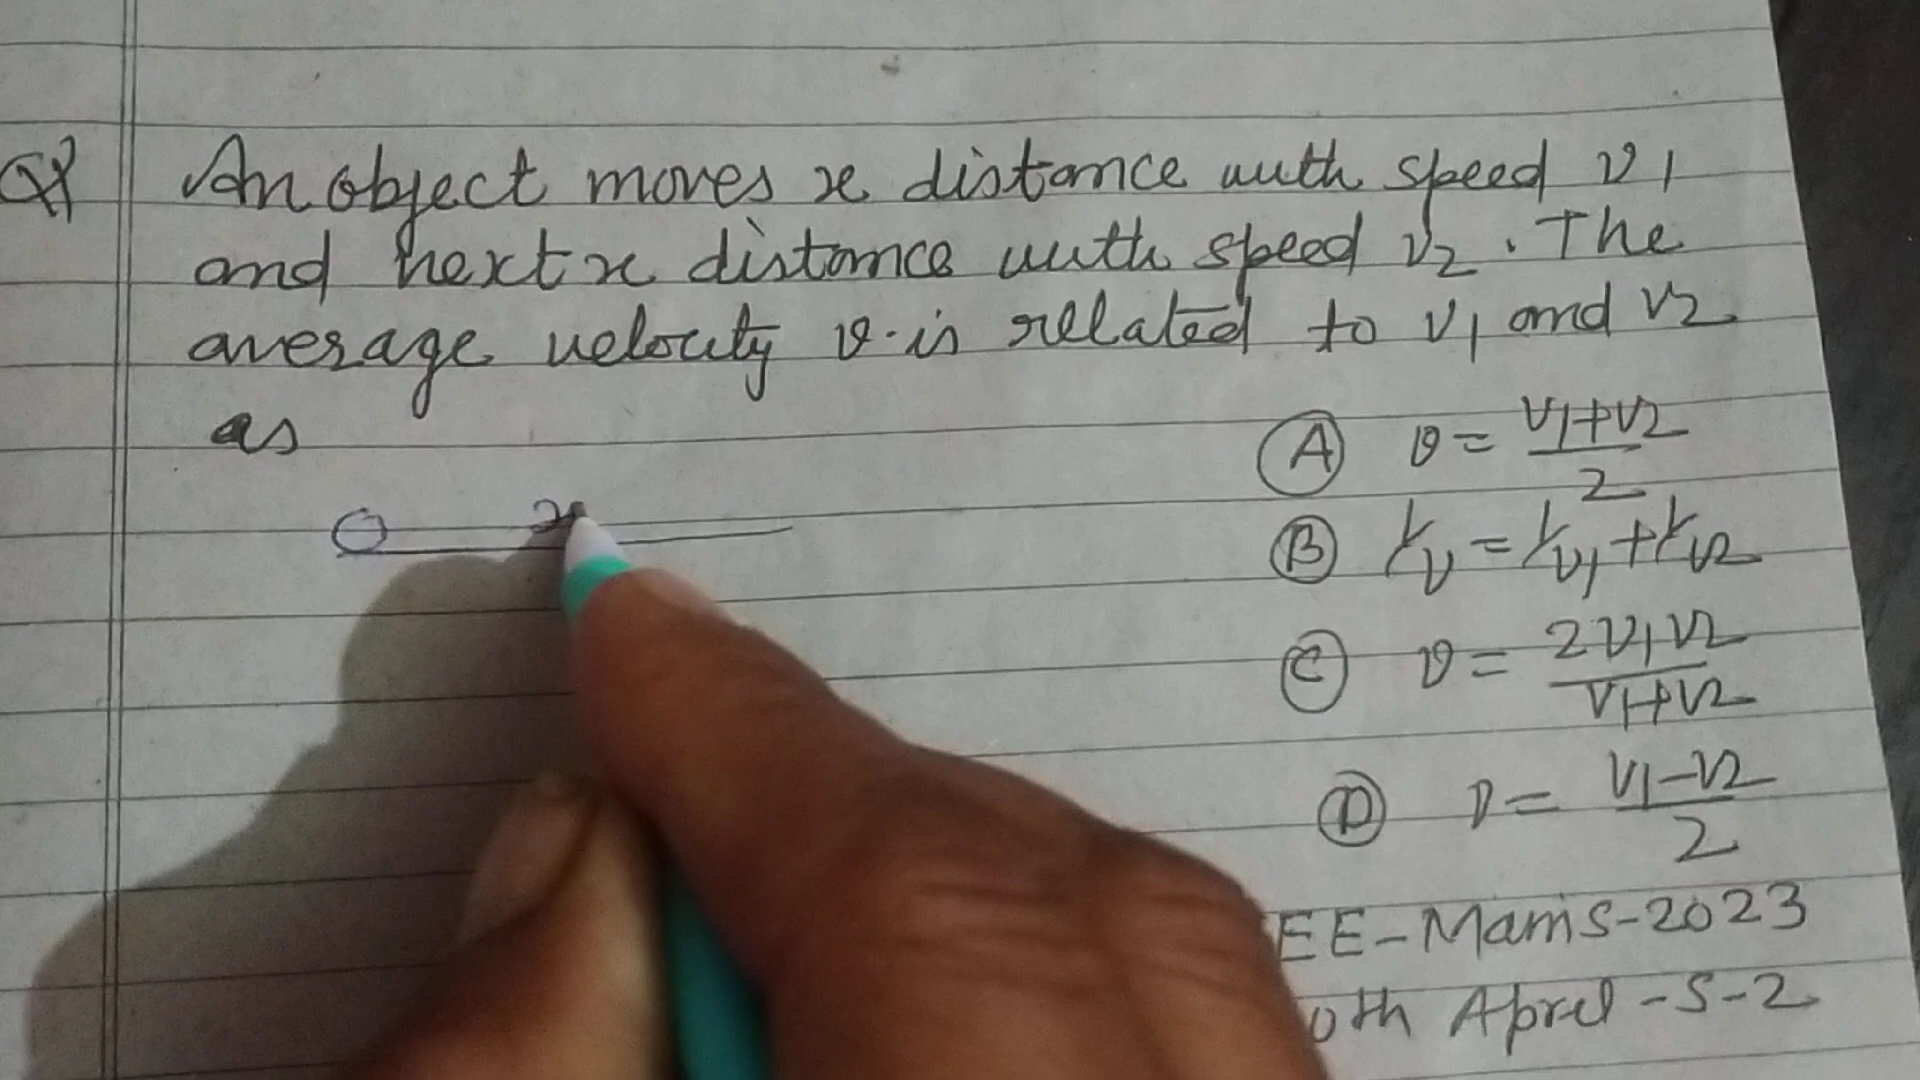 Q1 An object moves x distance with speed v1
and next x distance with speed v2. The
average velocity v is related to v1 and v2
as
(A) v = v1+v2/2
(B) 1/v = 1/v1 + 1/v2
(C) v = 2v1v2/v1+v2
(D) v = v1-v2/2
x
EE-Mains-2023
0th April-S-2